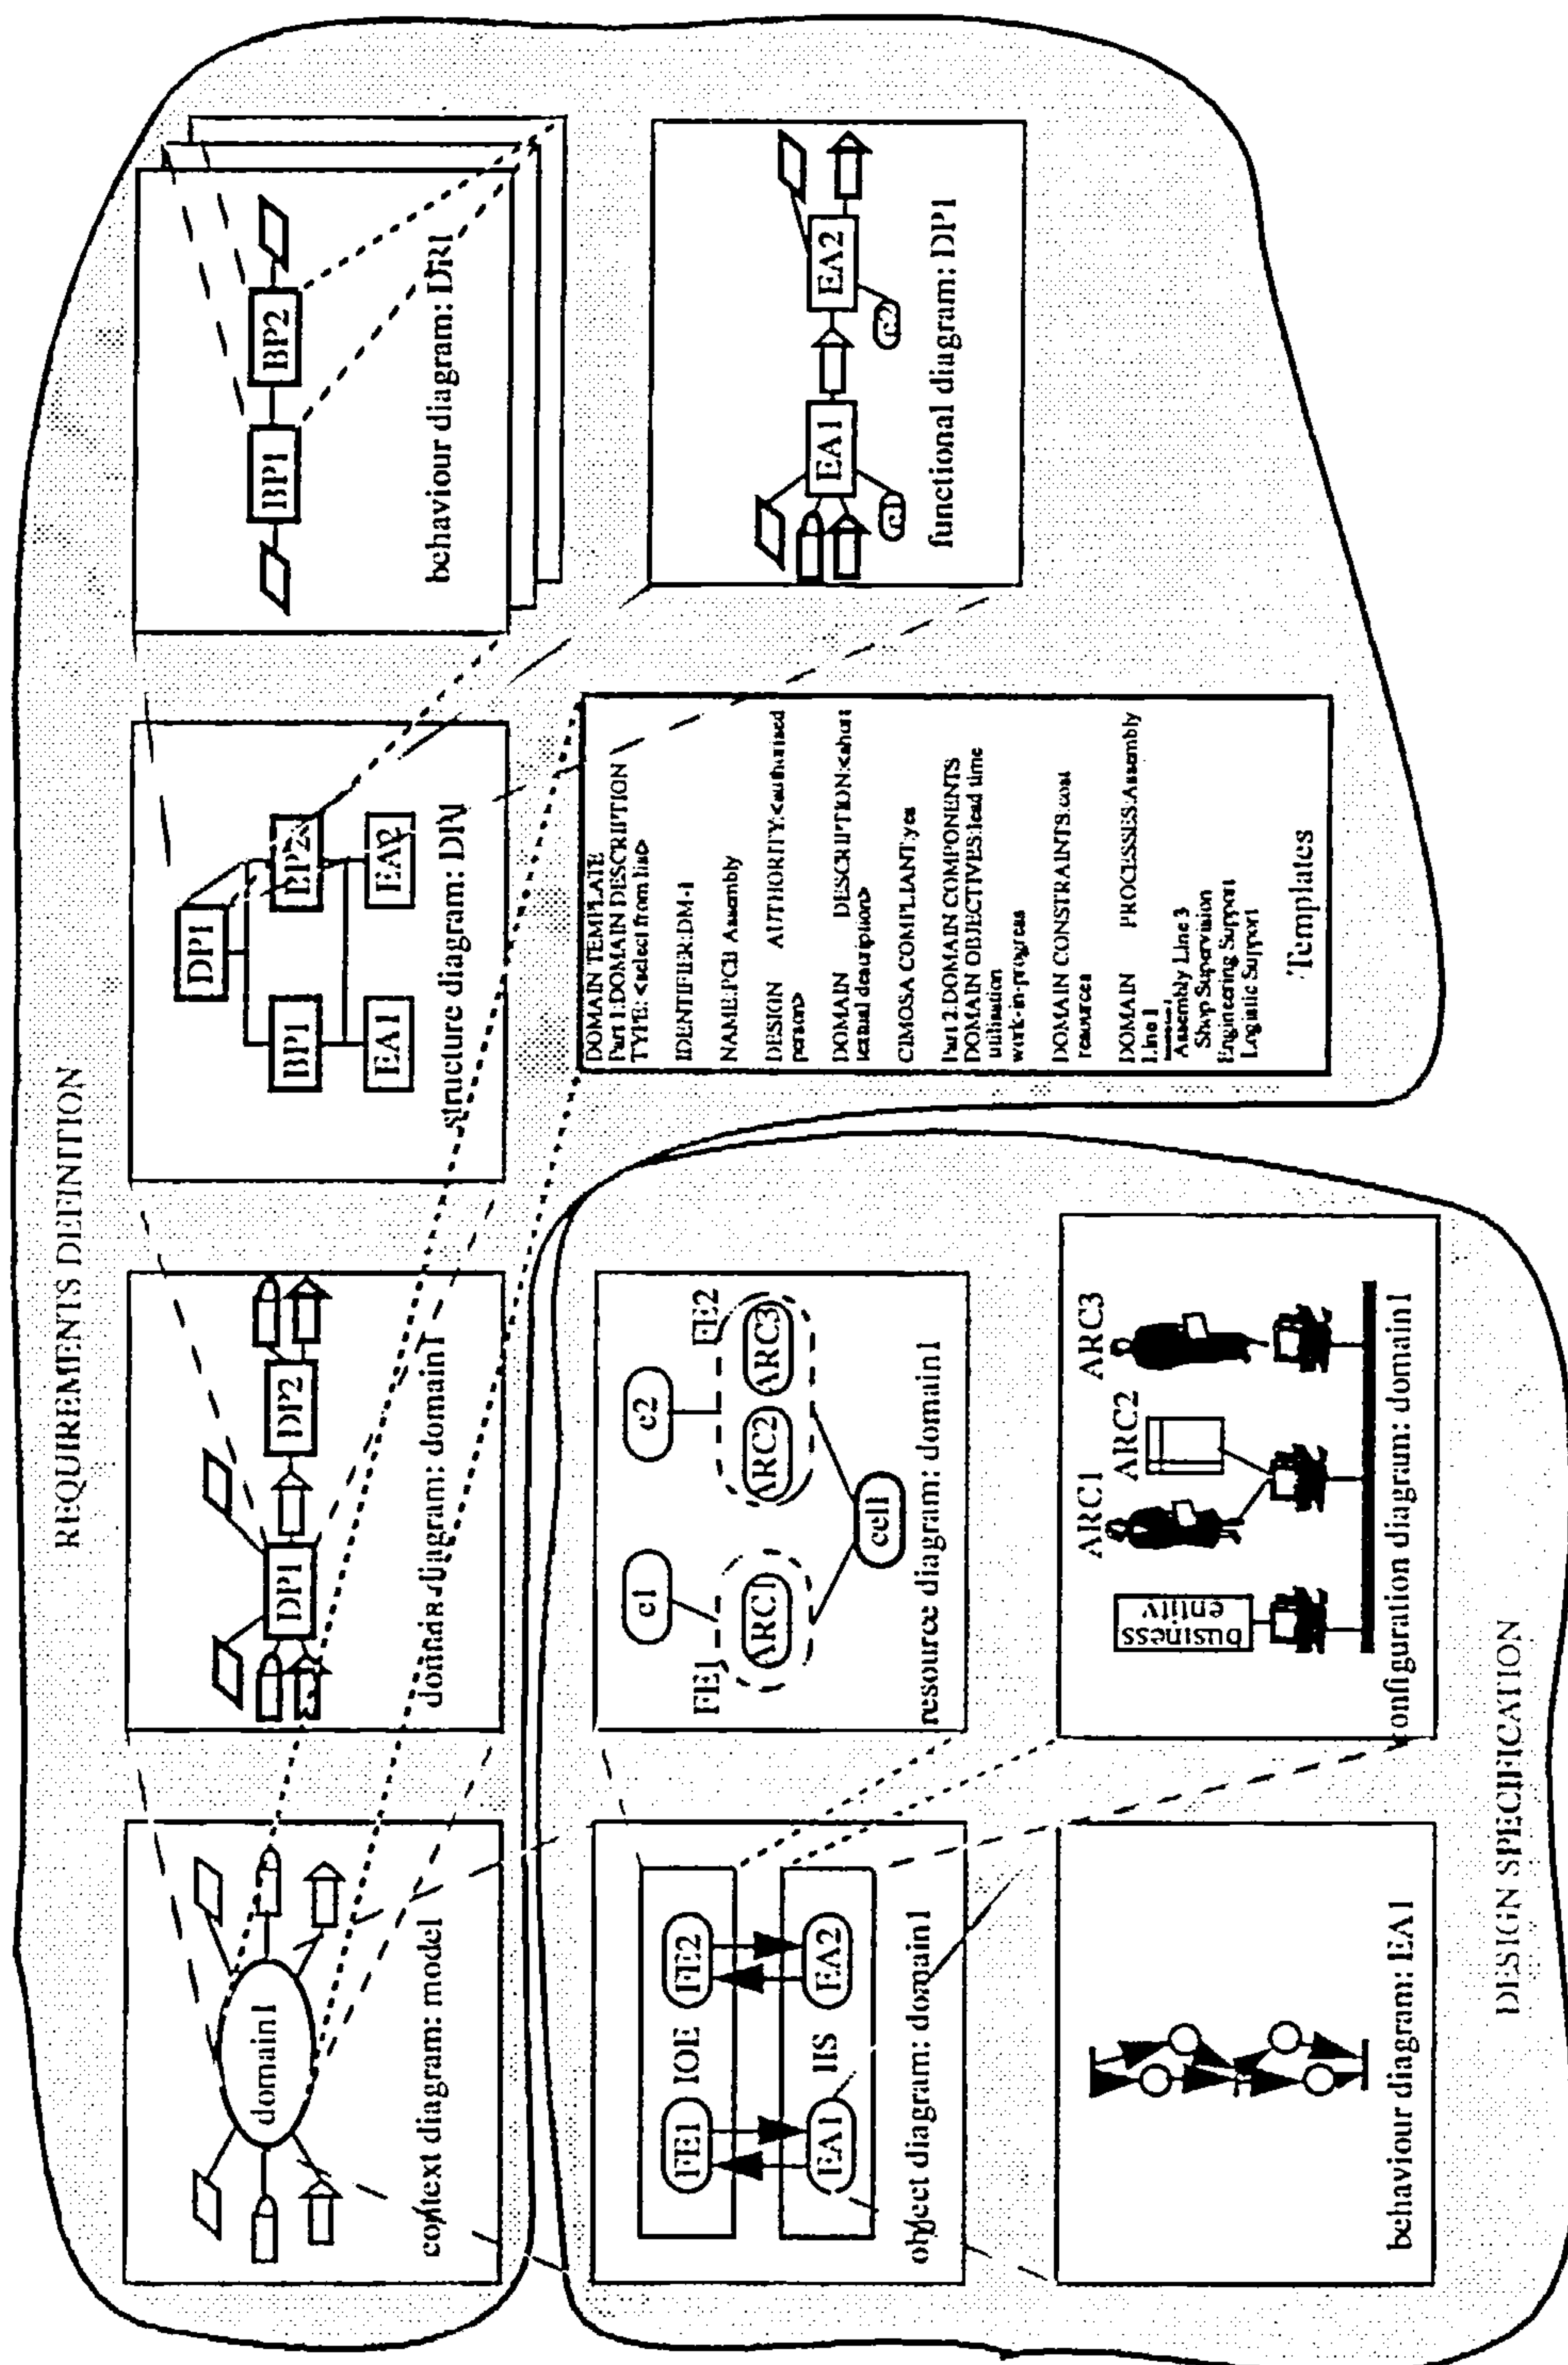 REQUIREMENTS DEFINITION
domain1
context diagram: model
DP1
DP2
domain diagram: domain1
DP1
BP1
BP2
EA1
EA2
structure diagram: DP1
BP1
BP2
behaviour diagram: DP1
EA1
EA2
functional diagram: DP1
DOMAIN TEMPLATE
Part 1:DOMAIN DESCRIPTION
TYPE: <select from list>
IDENTIFIER:DM-1
NAME:PCB Assembly
DESIGN AUTHORITY:<authorised
person>
DOMAIN DESCRIPTION:<short
textual description>
CIMOSA COMPLIANT:yes
Part 2:DOMAIN COMPONENTS
DOMAIN OBJECTIVES:lead time
utilisation
work-in-progress
DOMAIN CONSTRAINTS:cost
resources
DOMAIN PROCESSES:Assembly
Line 1
Assembly Line 3
Shop Supervision
Engineering Support
Logistic Support
Templates
FE1 IOE FE2
EA1 IIS EA2
object diagram: domain1
c1
c2
FE1
FE2
ARC1
ARC2
ARC3
cell
resource diagram: domain1
behaviour diagram: EA1
business
entity
ARC1
ARC2
ARC3
configuration diagram: domain1
DESIGN SPECIFICATION